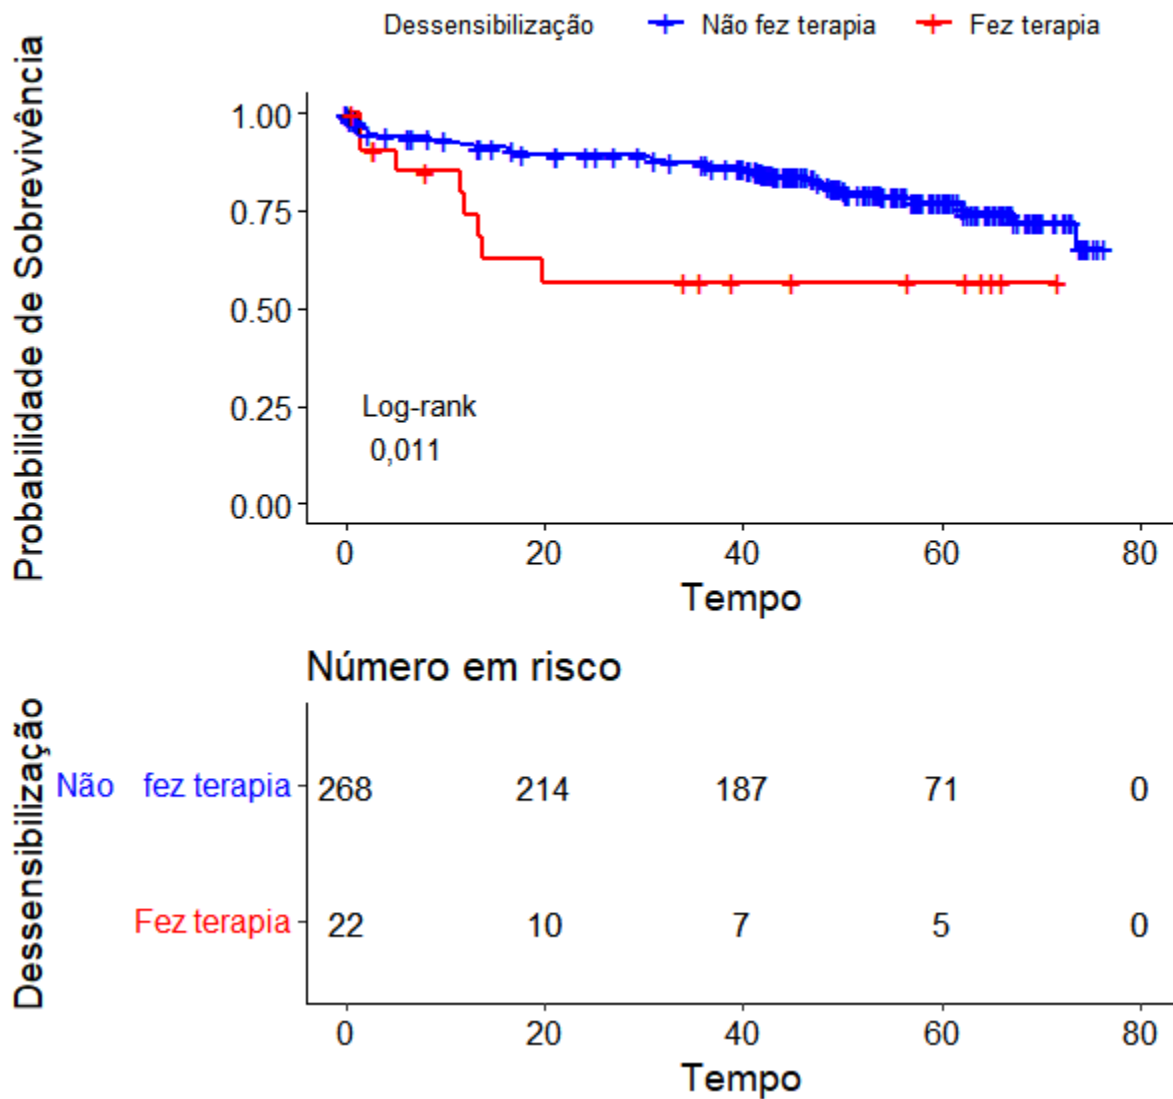 Dessensibilização Não fez terapia Fez terapia
Probabilidade de Sobrevivência
1.00
0.75
0.50
0.25
0.00
Log-rank
0,011
0 20 40 60 80
Tempo
Número em risco
Dessensibilização
Não fez terapia 268 214 187 71 0
Fez terapia 22 10 7 5 0
0 20 40 60 80
Tempo